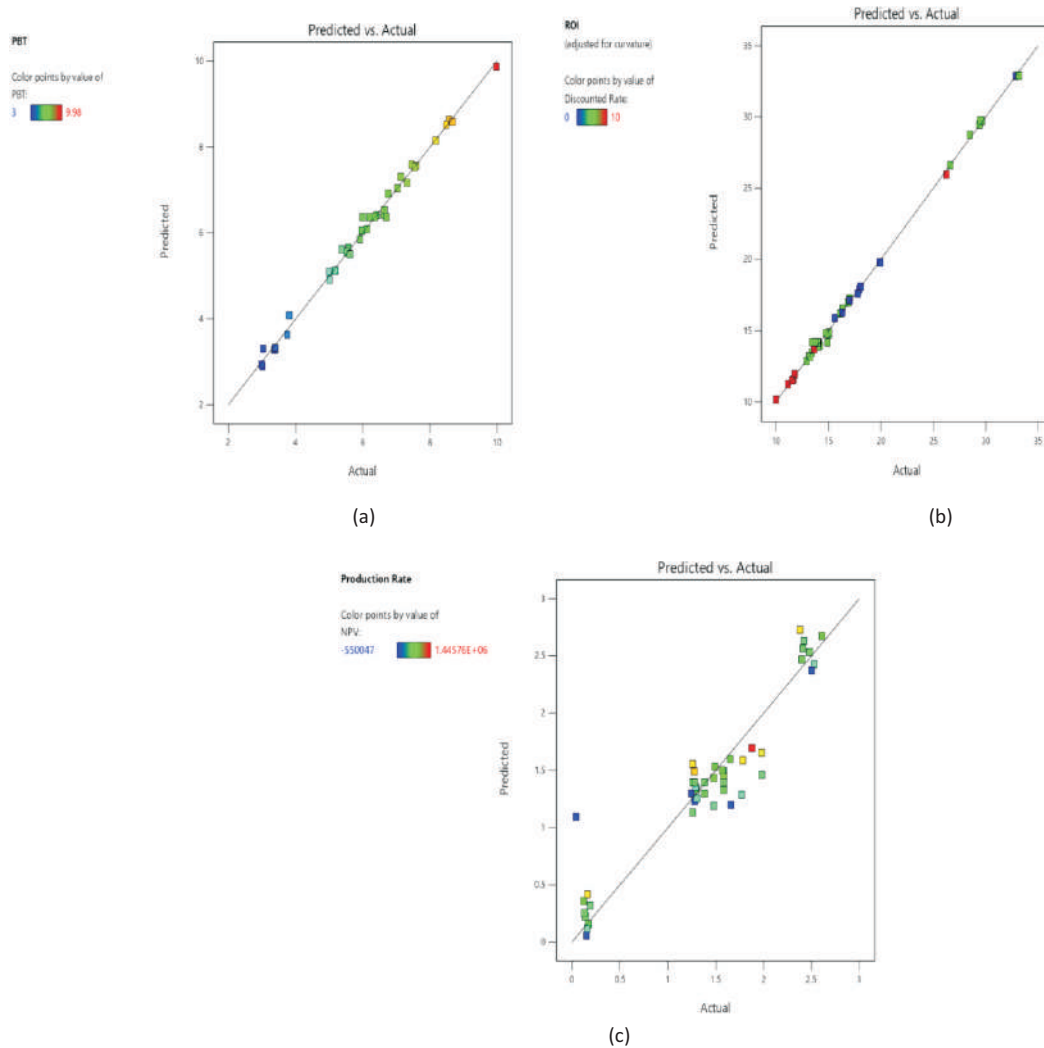 PBT
Color points by value of
PBT:
3 9.98
Predicted vs. Actual
10
8
6
4
2
Predicted
2 4 6 8 10
Actual
(a)
ROI
(adjusted for curvature)
Color points by value of
Discounted Rate:
0 10
Predicted vs. Actual
35
30
25
20
15
10
Predicted
10 15 20 25 30 35
Actual
(b)
Production Rate
Color points by value of
NPV:
-550047 1.44576E+06
Predicted vs. Actual
3
2.5
2
1.5
1
0.5
0
Predicted
0 0.5 1 1.5 2 2.5 3
Actual
(c)